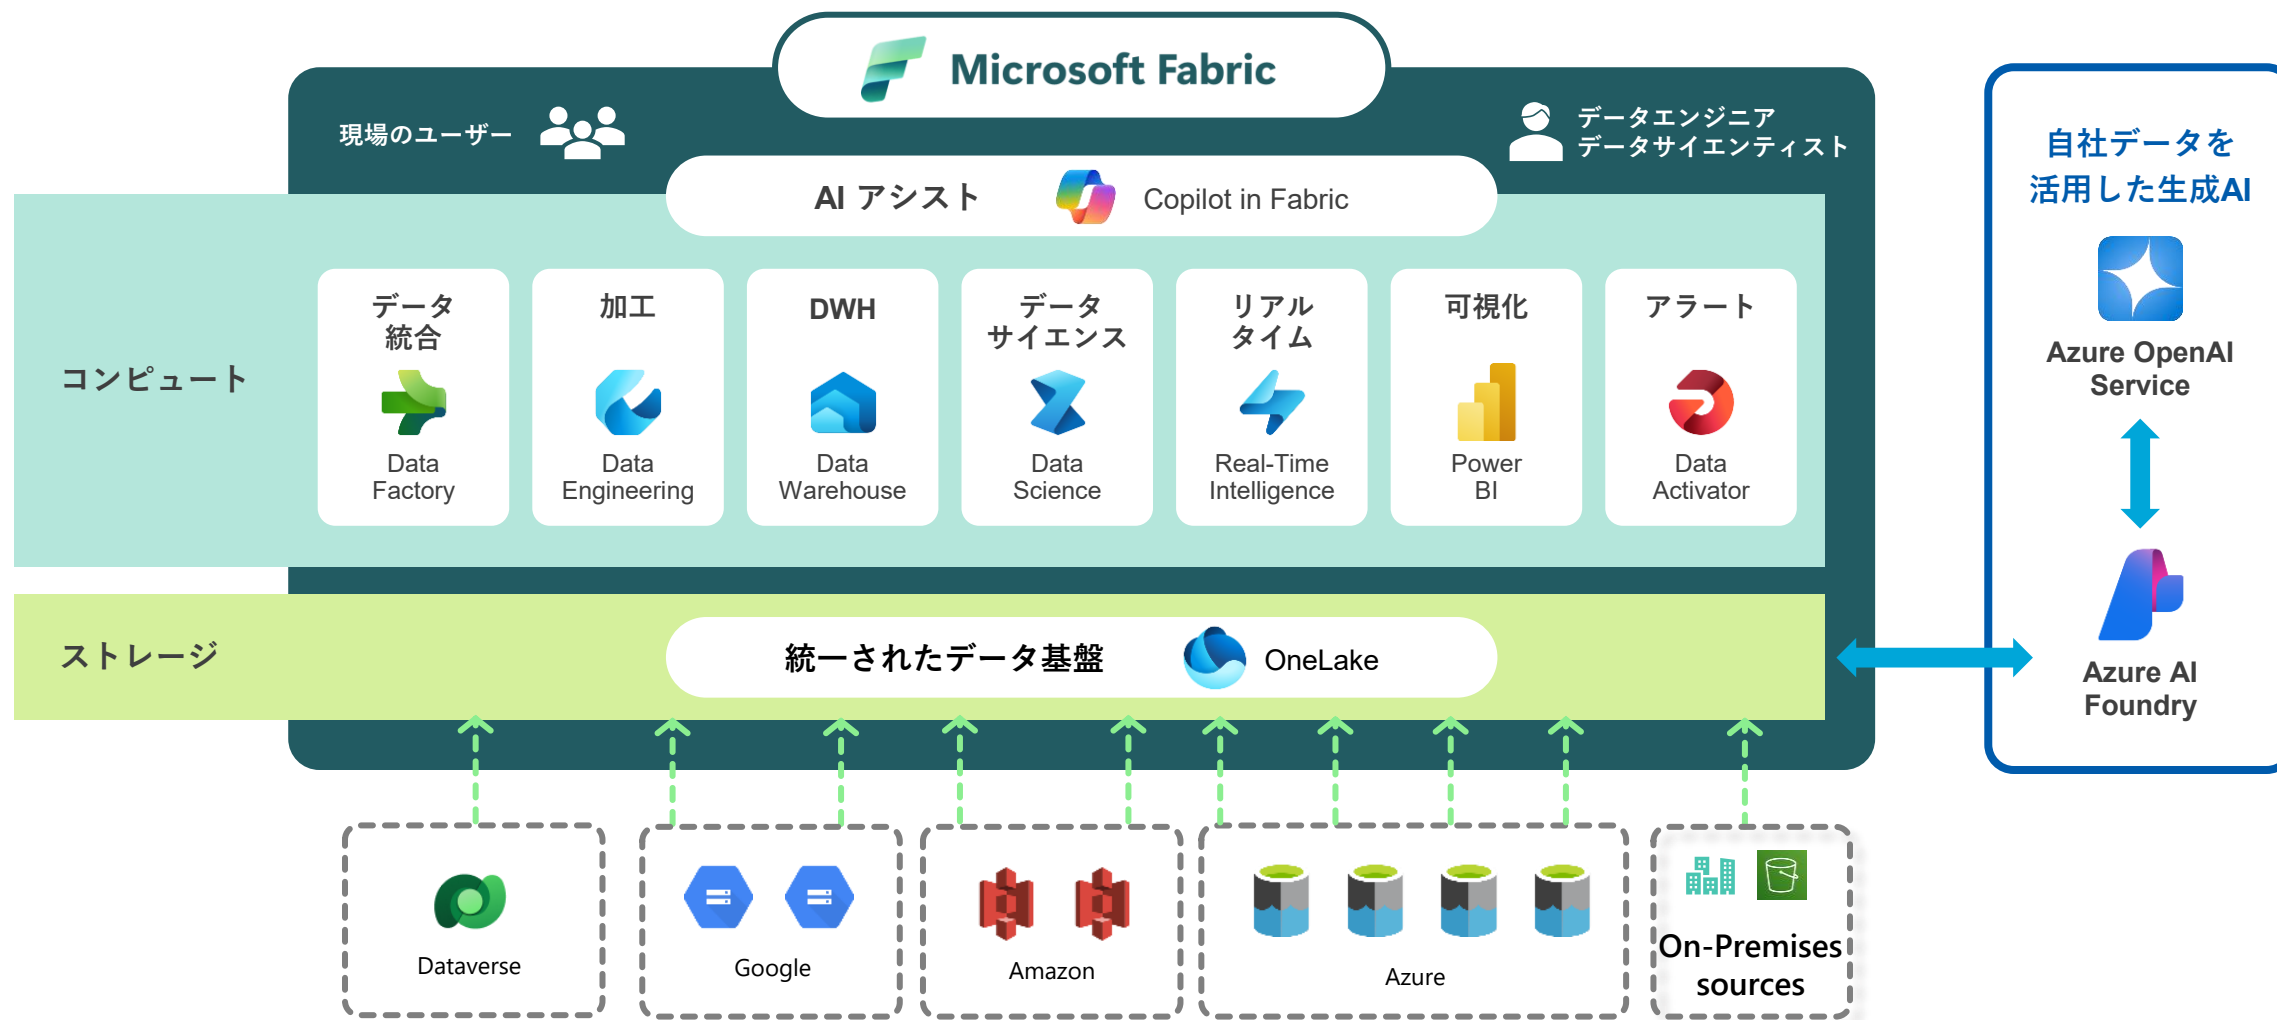 Microsoft Fabric
現場のユーザー
データエンジニア
データサイエンティスト
AI アシスト
Copilot in Fabric
コンピュート
データ
統合
Data
Factory
加工
Data
Engineering
DWH
Data
Warehouse
データ
サイエンス
Data
Science
リアル
タイム
Real-Time
Intelligence
可視化
Power
BI
アラート
Data
Activator
ストレージ
統一されたデータ基盤
OneLake
自社データを
活用した生成AI
Azure OpenAI
Service
Azure AI
Foundry
Dataverse
Google
Amazon
Azure
On-Premises
sources